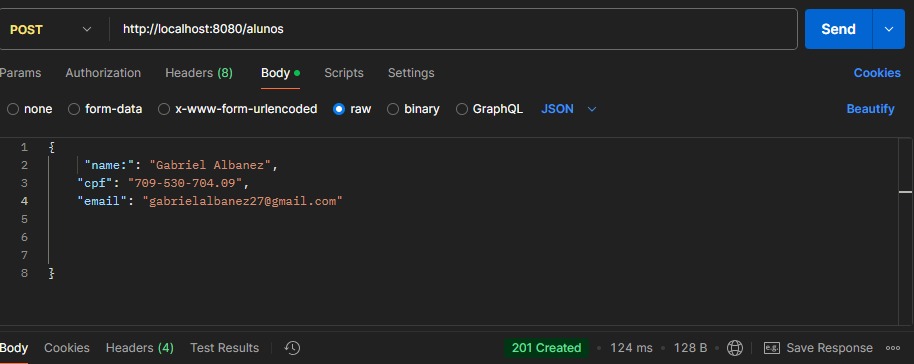 POST http://localhost:8080/alunos Send
Params Authorization Headers (8) Body Scripts Settings Cookies
none form-data x-www-form-urlencoded raw binary GraphQL JSON Beautify
1 {
2 "name:": "Gabriel Albanez",
3 "cpf": "709-530-704.09",
4 "email": "gabrielalbanez27@gmail.com"
5
6
7
8 }
Body Cookies Headers (4) Test Results 201 Created • 124 ms • 128 B e.g. Save Response